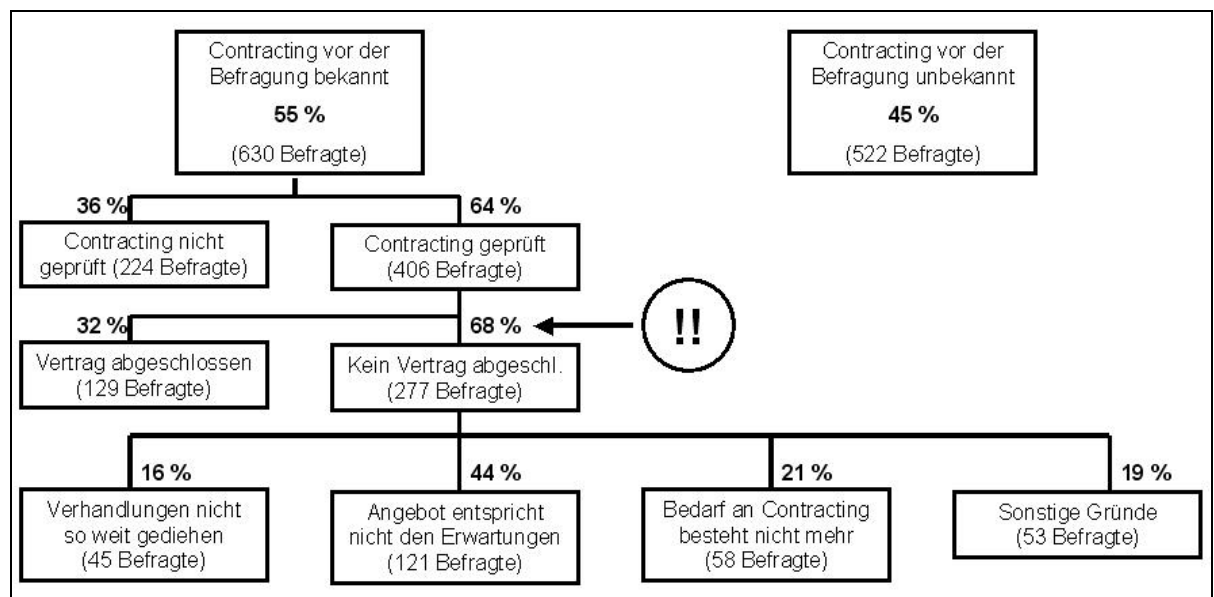 Contracting vor der
Befragung bekannt
55 %
(630 Befragte)
Contracting vor der
Befragung unbekannt
45 %
(522 Befragte)
36 %
Contracting nicht
geprüft (224 Befragte)
64 %
Contracting geprüft
(406 Befragte)
32 %
Vertrag abgeschlossen
(129 Befragte)
68 %
Kein Vertrag abgeschl.
(277 Befragte)
!!
16 %
Verhandlungen nicht
so weit gediehen
(45 Befragte)
44 %
Angebot entspricht
nicht den Erwartungen
(121 Befragte)
21 %
Bedarf an Contracting
besteht nicht mehr
(58 Befragte)
19 %
Sonstige Gründe
(53 Befragte)